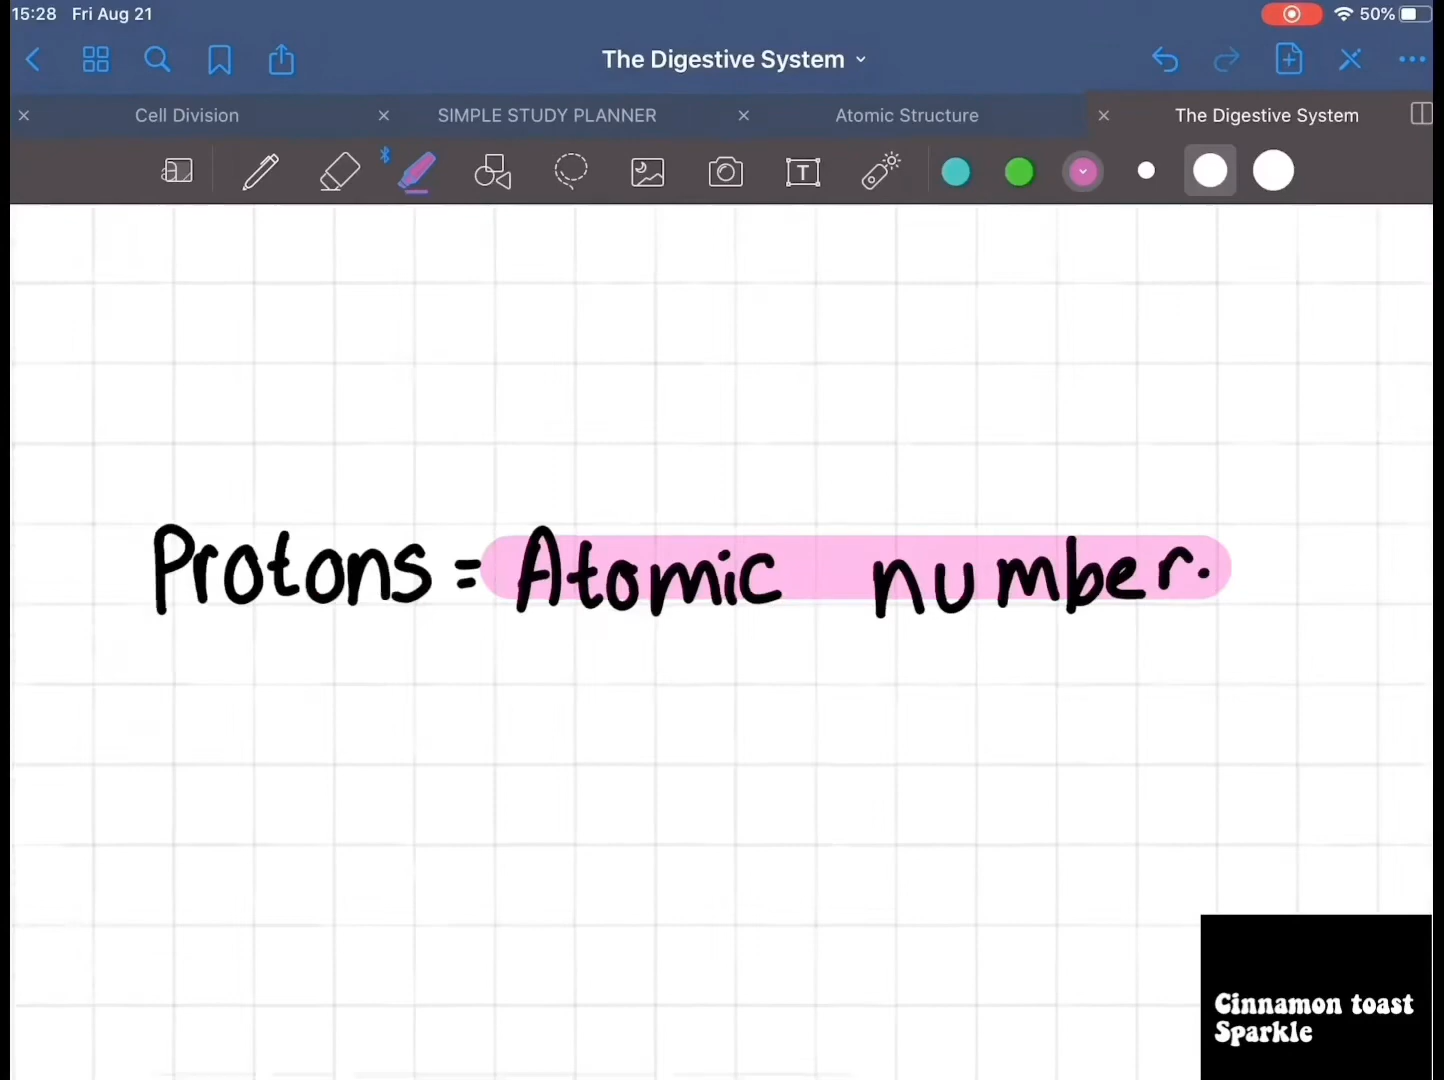 15:28 Fri Aug 21 50%
The Digestive System
Cell Division SIMPLE STUDY PLANNER Atomic Structure The Digestive System
T
Protons = Atomic number.
Cinnamon toast
Sparkle